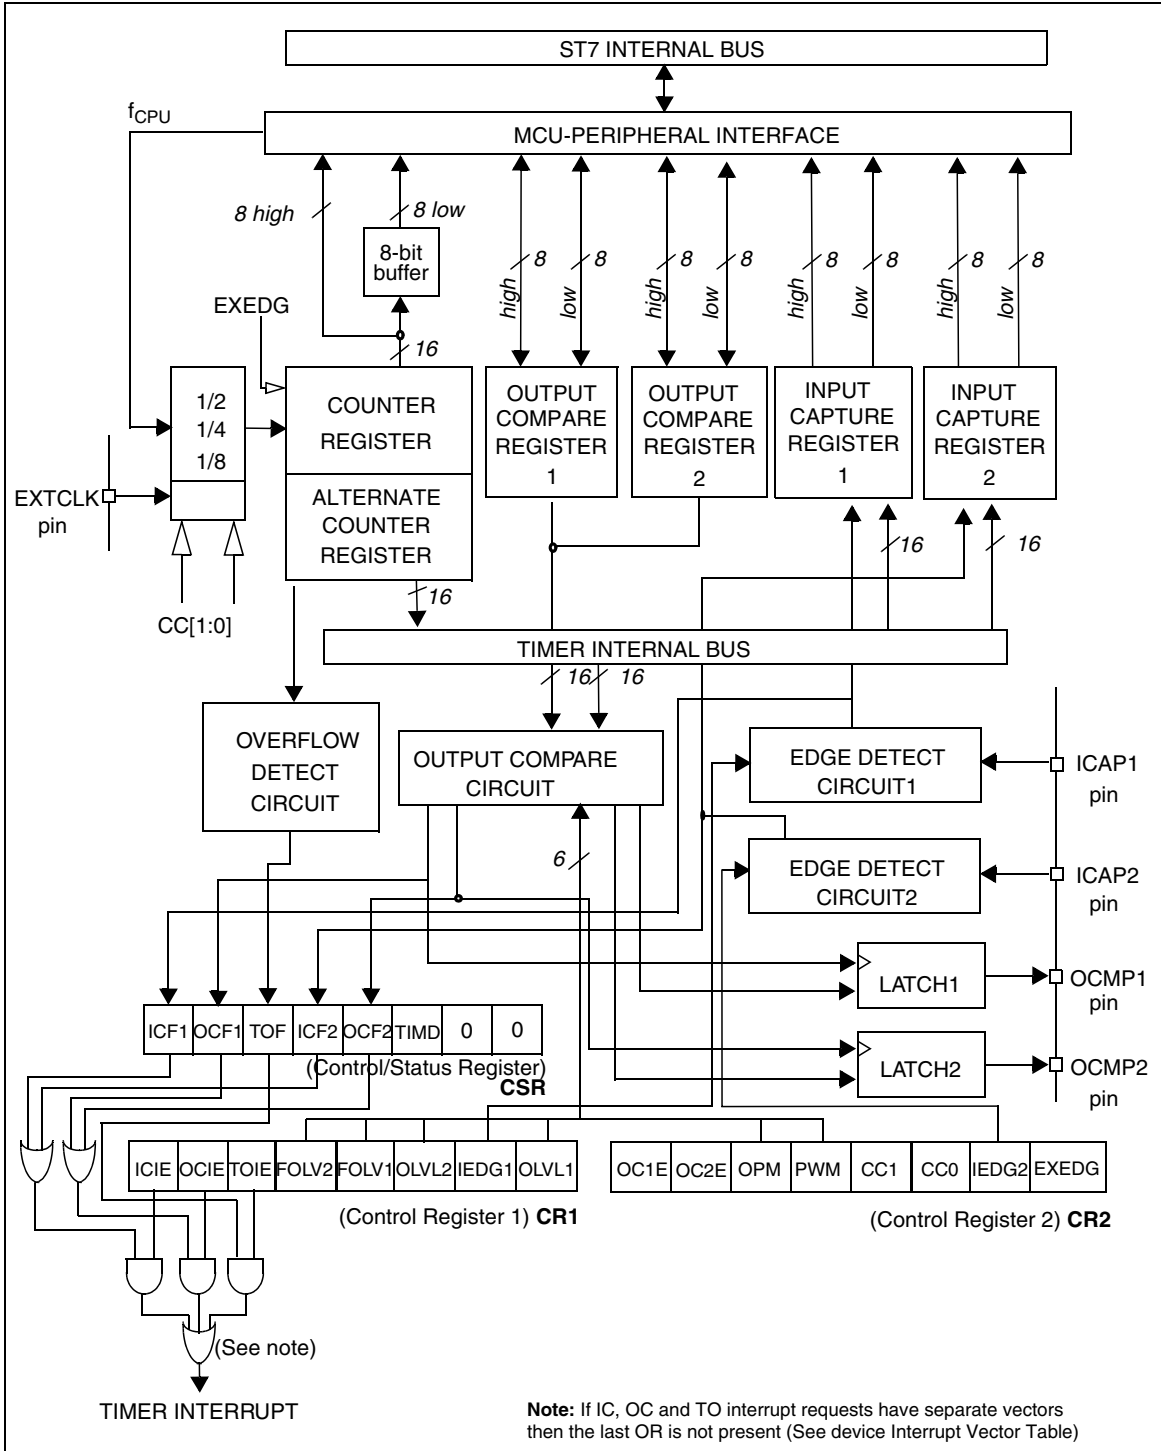 ST7 INTERNAL BUS
fCPU
MCU-PERIPHERAL INTERFACE
8 high
8 low
8-bit
buffer
8
8
8
8
8
8
8
8
high
low
high
low
high
low
high
low
EXEDG
16
1/2
1/4
1/8
COUNTER
REGISTER
OUTPUT
COMPARE
REGISTER
1
OUTPUT
COMPARE
REGISTER
2
INPUT
CAPTURE
REGISTER
1
INPUT
CAPTURE
REGISTER
2
EXTCLK
pin
ALTERNATE
COUNTER
REGISTER
16
16
16
CC[1:0]
TIMER INTERNAL BUS
16
16
OVERFLOW
DETECT
CIRCUIT
OUTPUT COMPARE
CIRCUIT
EDGE DETECT
CIRCUIT1
ICAP1
pin
6
EDGE DETECT
CIRCUIT2
ICAP2
pin
LATCH1
OCMP1
pin
LATCH2
OCMP2
pin
ICF1 OCF1 TOF ICF2 OCF2 TIMD 0 0
(Control/Status Register)
CSR
ICIE OCIE TOIE FOLV2 FOLV1 OLVL2 IEDG1 OLVL1
(Control Register 1) CR1
OC1E OC2E OPM PWM CC1 CC0 IEDG2 EXEDG
(Control Register 2) CR2
(See note)
TIMER INTERRUPT
Note: If IC, OC and TO interrupt requests have separate vectors
then the last OR is not present (See device Interrupt Vector Table)